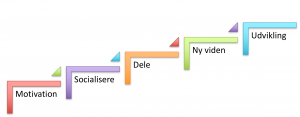 Motivation
Socialisere
Dele
Ny viden
Udvikling